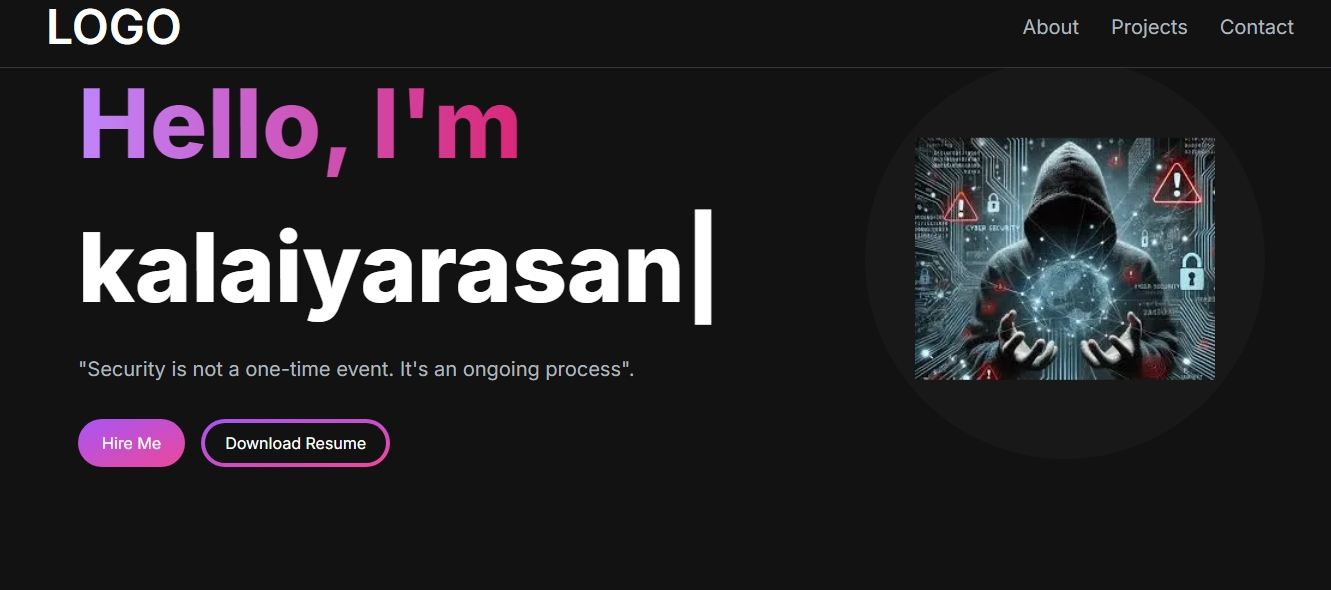 LOGO
About Projects Contact
Hello, I'm
kalaiyarasan
"Security is not a one-time event. It's an ongoing process".
Hire Me
Download Resume
CYBER SECURITY